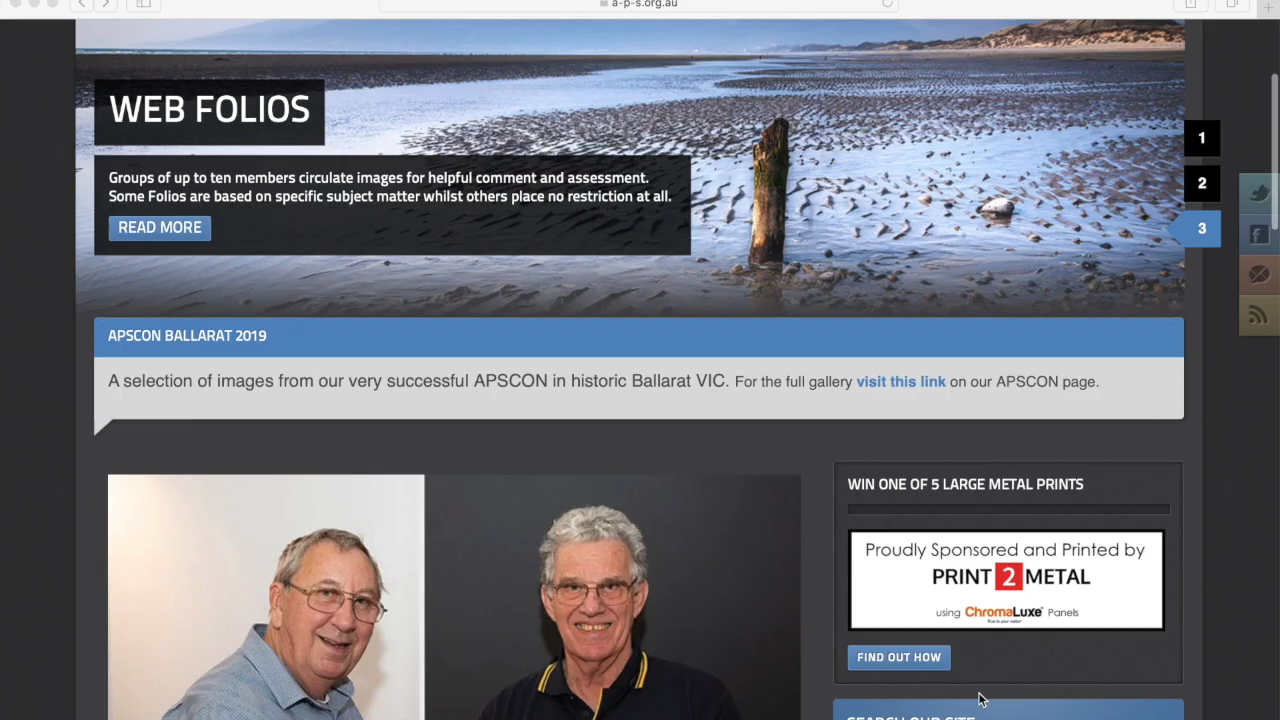 a-p-s.org.au
WEB FOLIOS
Groups of up to ten members circulate images for helpful comment and assessment.
Some Folios are based on specific subject matter whilst others place no restriction at all.
READ MORE
1
2
3
APSCON BALLARAT 2019
A selection of images from our very successful APSCON in historic Ballarat VIC. For the full gallery visit this link on our APSCON page.
WIN ONE OF 5 LARGE METAL PRINTS
Proudly Sponsored and Printed by
PRINT 2 METAL
using ChromaLuxe Panels
FIND OUT HOW
SEARCH OUR SITE